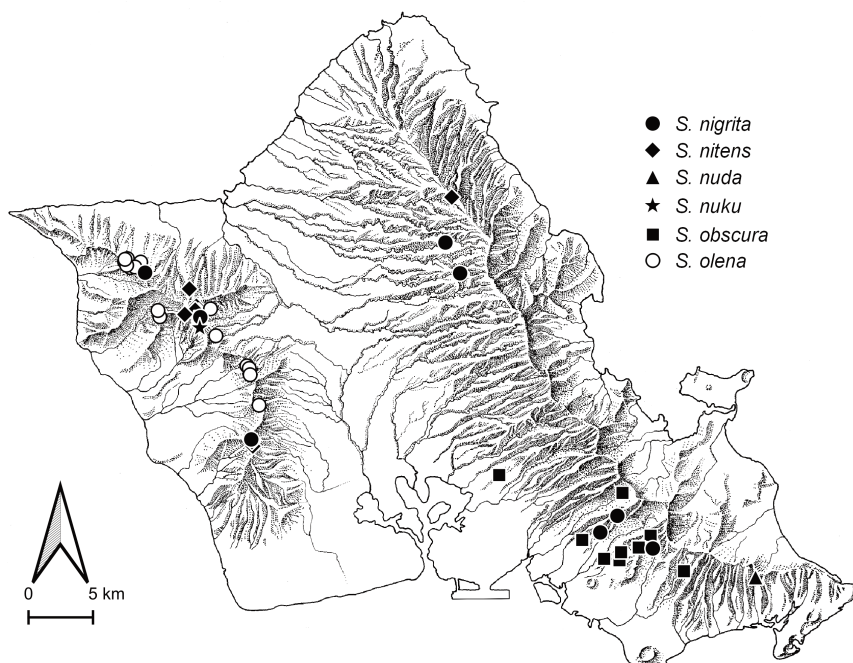 S. nigrita
S. nitens
S. nuda
S. nuku
S. obscura
S. olena
0 5 km